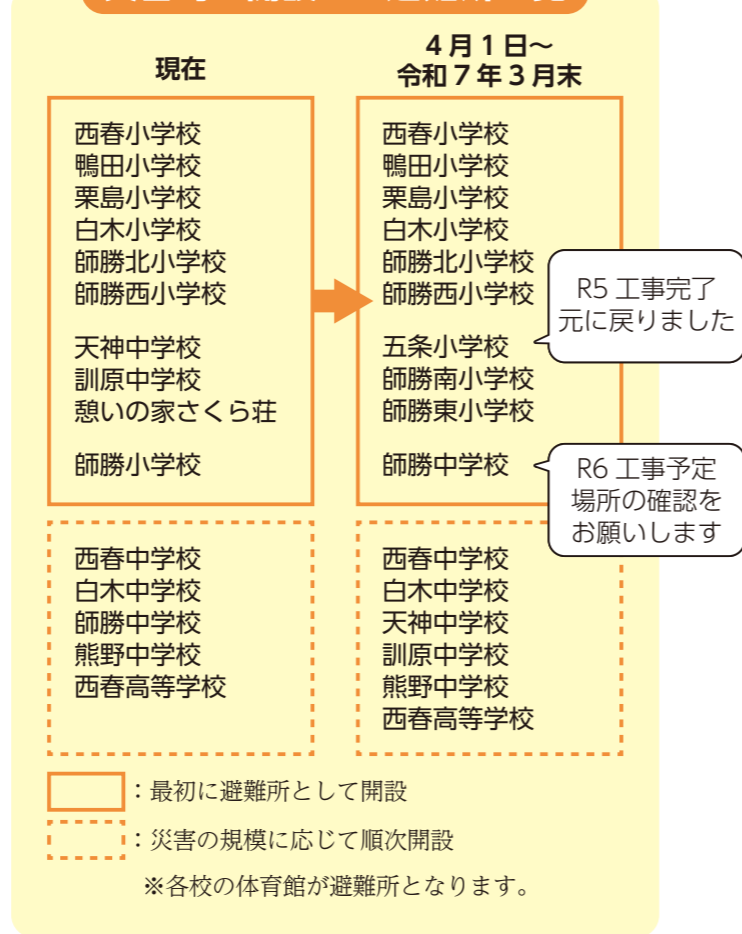 現在
西春小学校
鴨田小学校
栗島小学校
白木小学校
師勝北小学校
師勝西小学校
天神中学校
訓原中学校
憩いの家さくら荘
師勝小学校
西春中学校
白木中学校
師勝中学校
熊野中学校
西春高等学校
4月1日～
令和7年3月末
西春小学校
鴨田小学校
栗島小学校
白木小学校
師勝北小学校
師勝西小学校
五条小学校
師勝南小学校
師勝東小学校
師勝中学校
R5 工事完了
元に戻りました
R6 工事予定
場所の確認を
お願いします
西春中学校
白木中学校
天神中学校
訓原中学校
熊野中学校
西春高等学校
：最初に避難所として開設
：災害の規模に応じて順次開設
※各校の体育館が避難所となります。